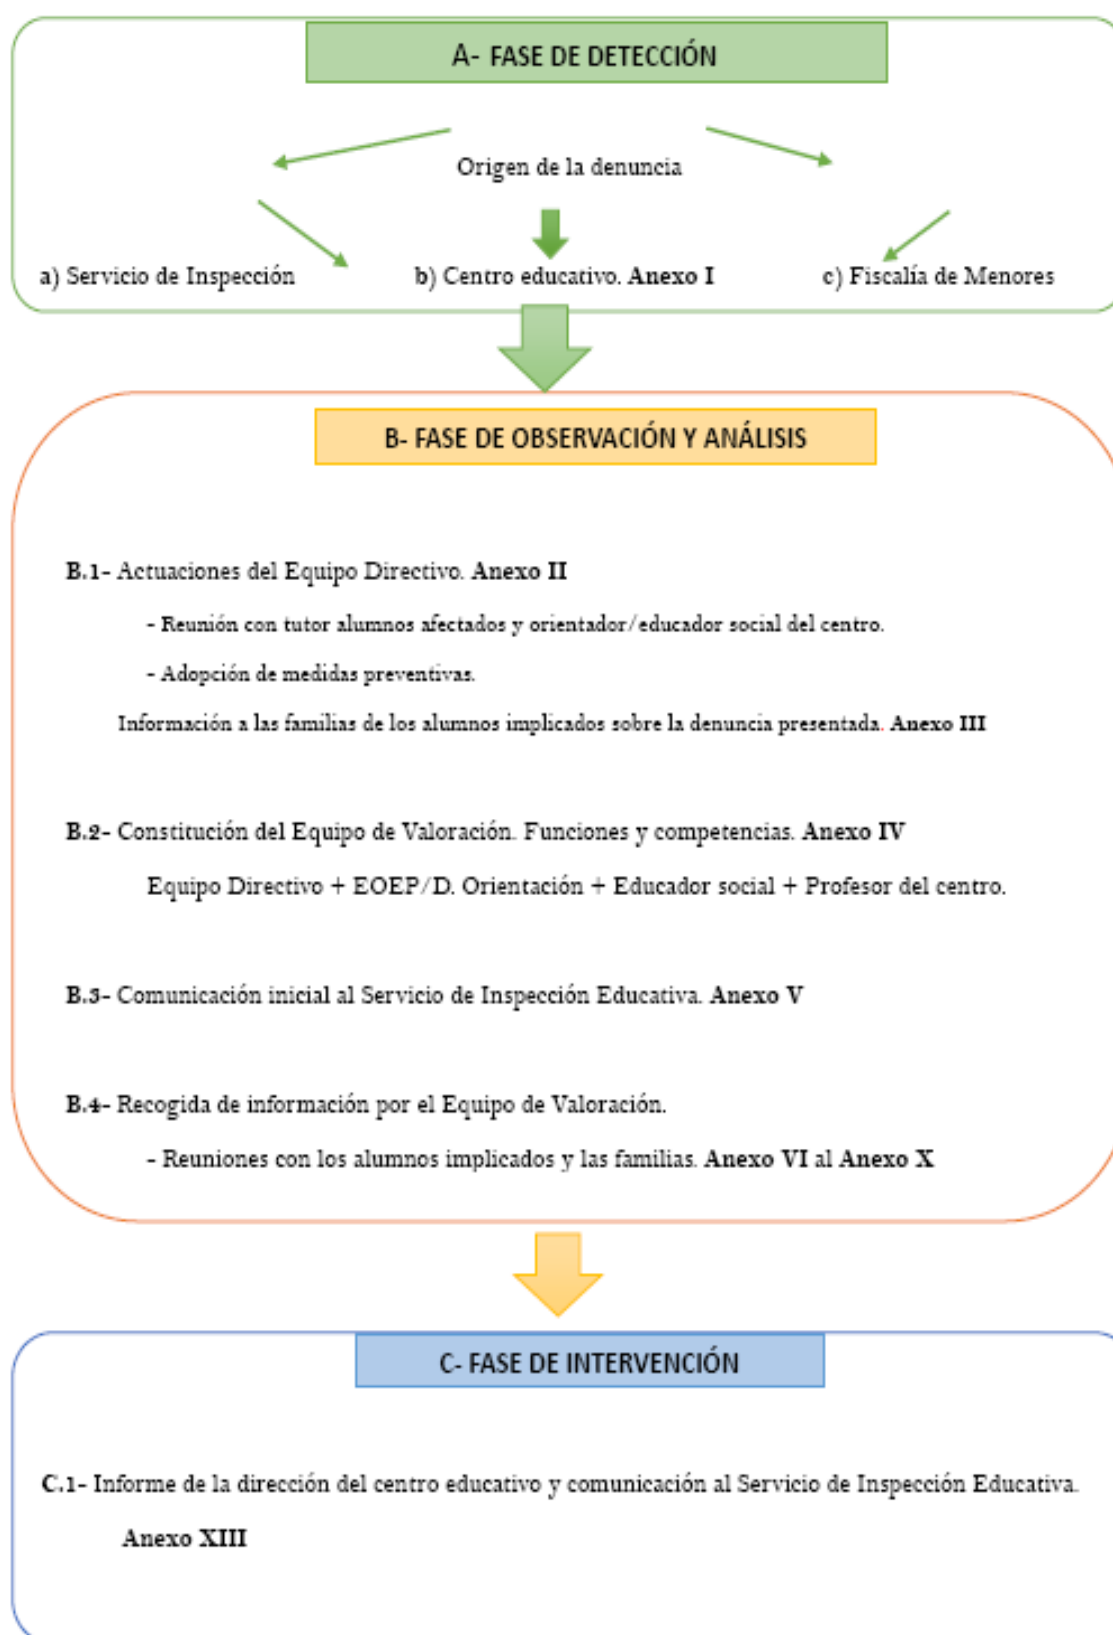 A- FASE DE DETECCIÓN
Origen de la denuncia
a) Servicio de Inspección
b) Centro educativo. Anexo I
c) Fiscalía de Menores
B- FASE DE OBSERVACIÓN Y ANÁLISIS
B.1- Actuaciones del Equipo Directivo. Anexo II
- Reunión con tutor alumnos afectados y orientador/educador social del centro.
- Adopción de medidas preventivas.
Información a las familias de los alumnos implicados sobre la denuncia presentada. Anexo III
B.2- Constitución del Equipo de Valoración. Funciones y competencias. Anexo IV
Equipo Directivo + EOEP/D. Orientación + Educador social + Profesor del centro.
B.3- Comunicación inicial al Servicio de Inspección Educativa. Anexo V
B.4- Recogida de información por el Equipo de Valoración.
- Reuniones con los alumnos implicados y las familias. Anexo VI al Anexo X
C- FASE DE INTERVENCIÓN
C.1- Informe de la dirección del centro educativo y comunicación al Servicio de Inspección Educativa.
Anexo XIII